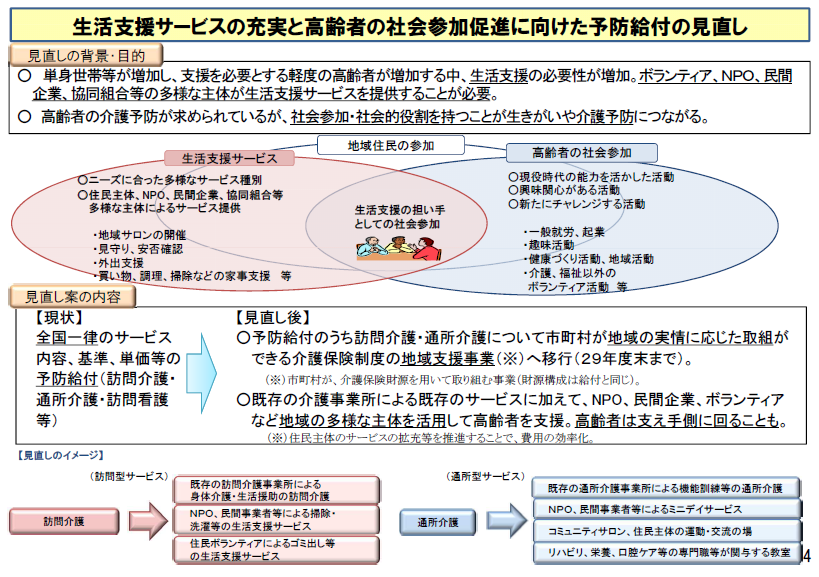 生活支援サービスの充実と高齢者の社会参加促進に向けた予防給付の見直し
見直しの背景・目的
○ 単身世帯等が増加し、支援を必要とする軽度の高齢者が増加する中、生活支援の必要性が増加。ボランティア、NPO、民間
企業、協同組合等の多様な主体が生活支援サービスを提供することが必要。
○ 高齢者の介護予防が求められているが、社会参加・社会的役割を持つことが生きがいや介護予防につながる。
地域住民の参加
生活支援サービス
○ニーズに合った多様なサービス種別
○住民主体、NPO、民間企業、協同組合等
多様な主体によるサービス提供
・地域サロンの開催
・見守り、安否確認
・外出支援
・買い物、調理、掃除などの家事支援 等
生活支援の担い手
としての社会参加
高齢者の社会参加
○現役時代の能力を活かした活動
○興味関心がある活動
○新たにチャレンジする活動
・一般就労、起業
・趣味活動
・健康づくり活動、地域活動
・介護、福祉以外の
ボランティア活動 等
見直し案の内容
【現状】
全国一律のサービス
内容、基準、単価等の
予防給付(訪問介護・
通所介護・訪問看護
等)
【見直し後】
○予防給付のうち訪問介護・通所介護について市町村が地域の実情に応じた取組が
できる介護保険制度の地域支援事業(※)へ移行(29年度末まで)。
(※)市町村が、介護保険財源を用いて取り組む事業(財源構成は給付と同じ)。
○既存の介護事業所による既存のサービスに加えて、NPO、民間企業、ボランティア
など地域の多様な主体を活用して高齢者を支援。高齢者は支え手側に回ることも。
(※)住民主体のサービスの拡充等を推進することで、費用の効率化。
【見直しのイメージ】
(訪問型サービス)
訪問介護
既存の訪問介護事業所による
身体介護・生活援助の訪問介護
NPO、民間事業者等による掃除・
洗濯等の生活支援サービス
住民ボランティアによるゴミ出し等
の生活支援サービス
(通所型サービス)
通所介護
既存の通所介護事業所による機能訓練等の通所介護
NPO、民間事業者等によるミニデイサービス
コミュニティサロン、住民主体の運動・交流の場
リハビリ、栄養、口腔ケア等の専門職等が関与する教室
4